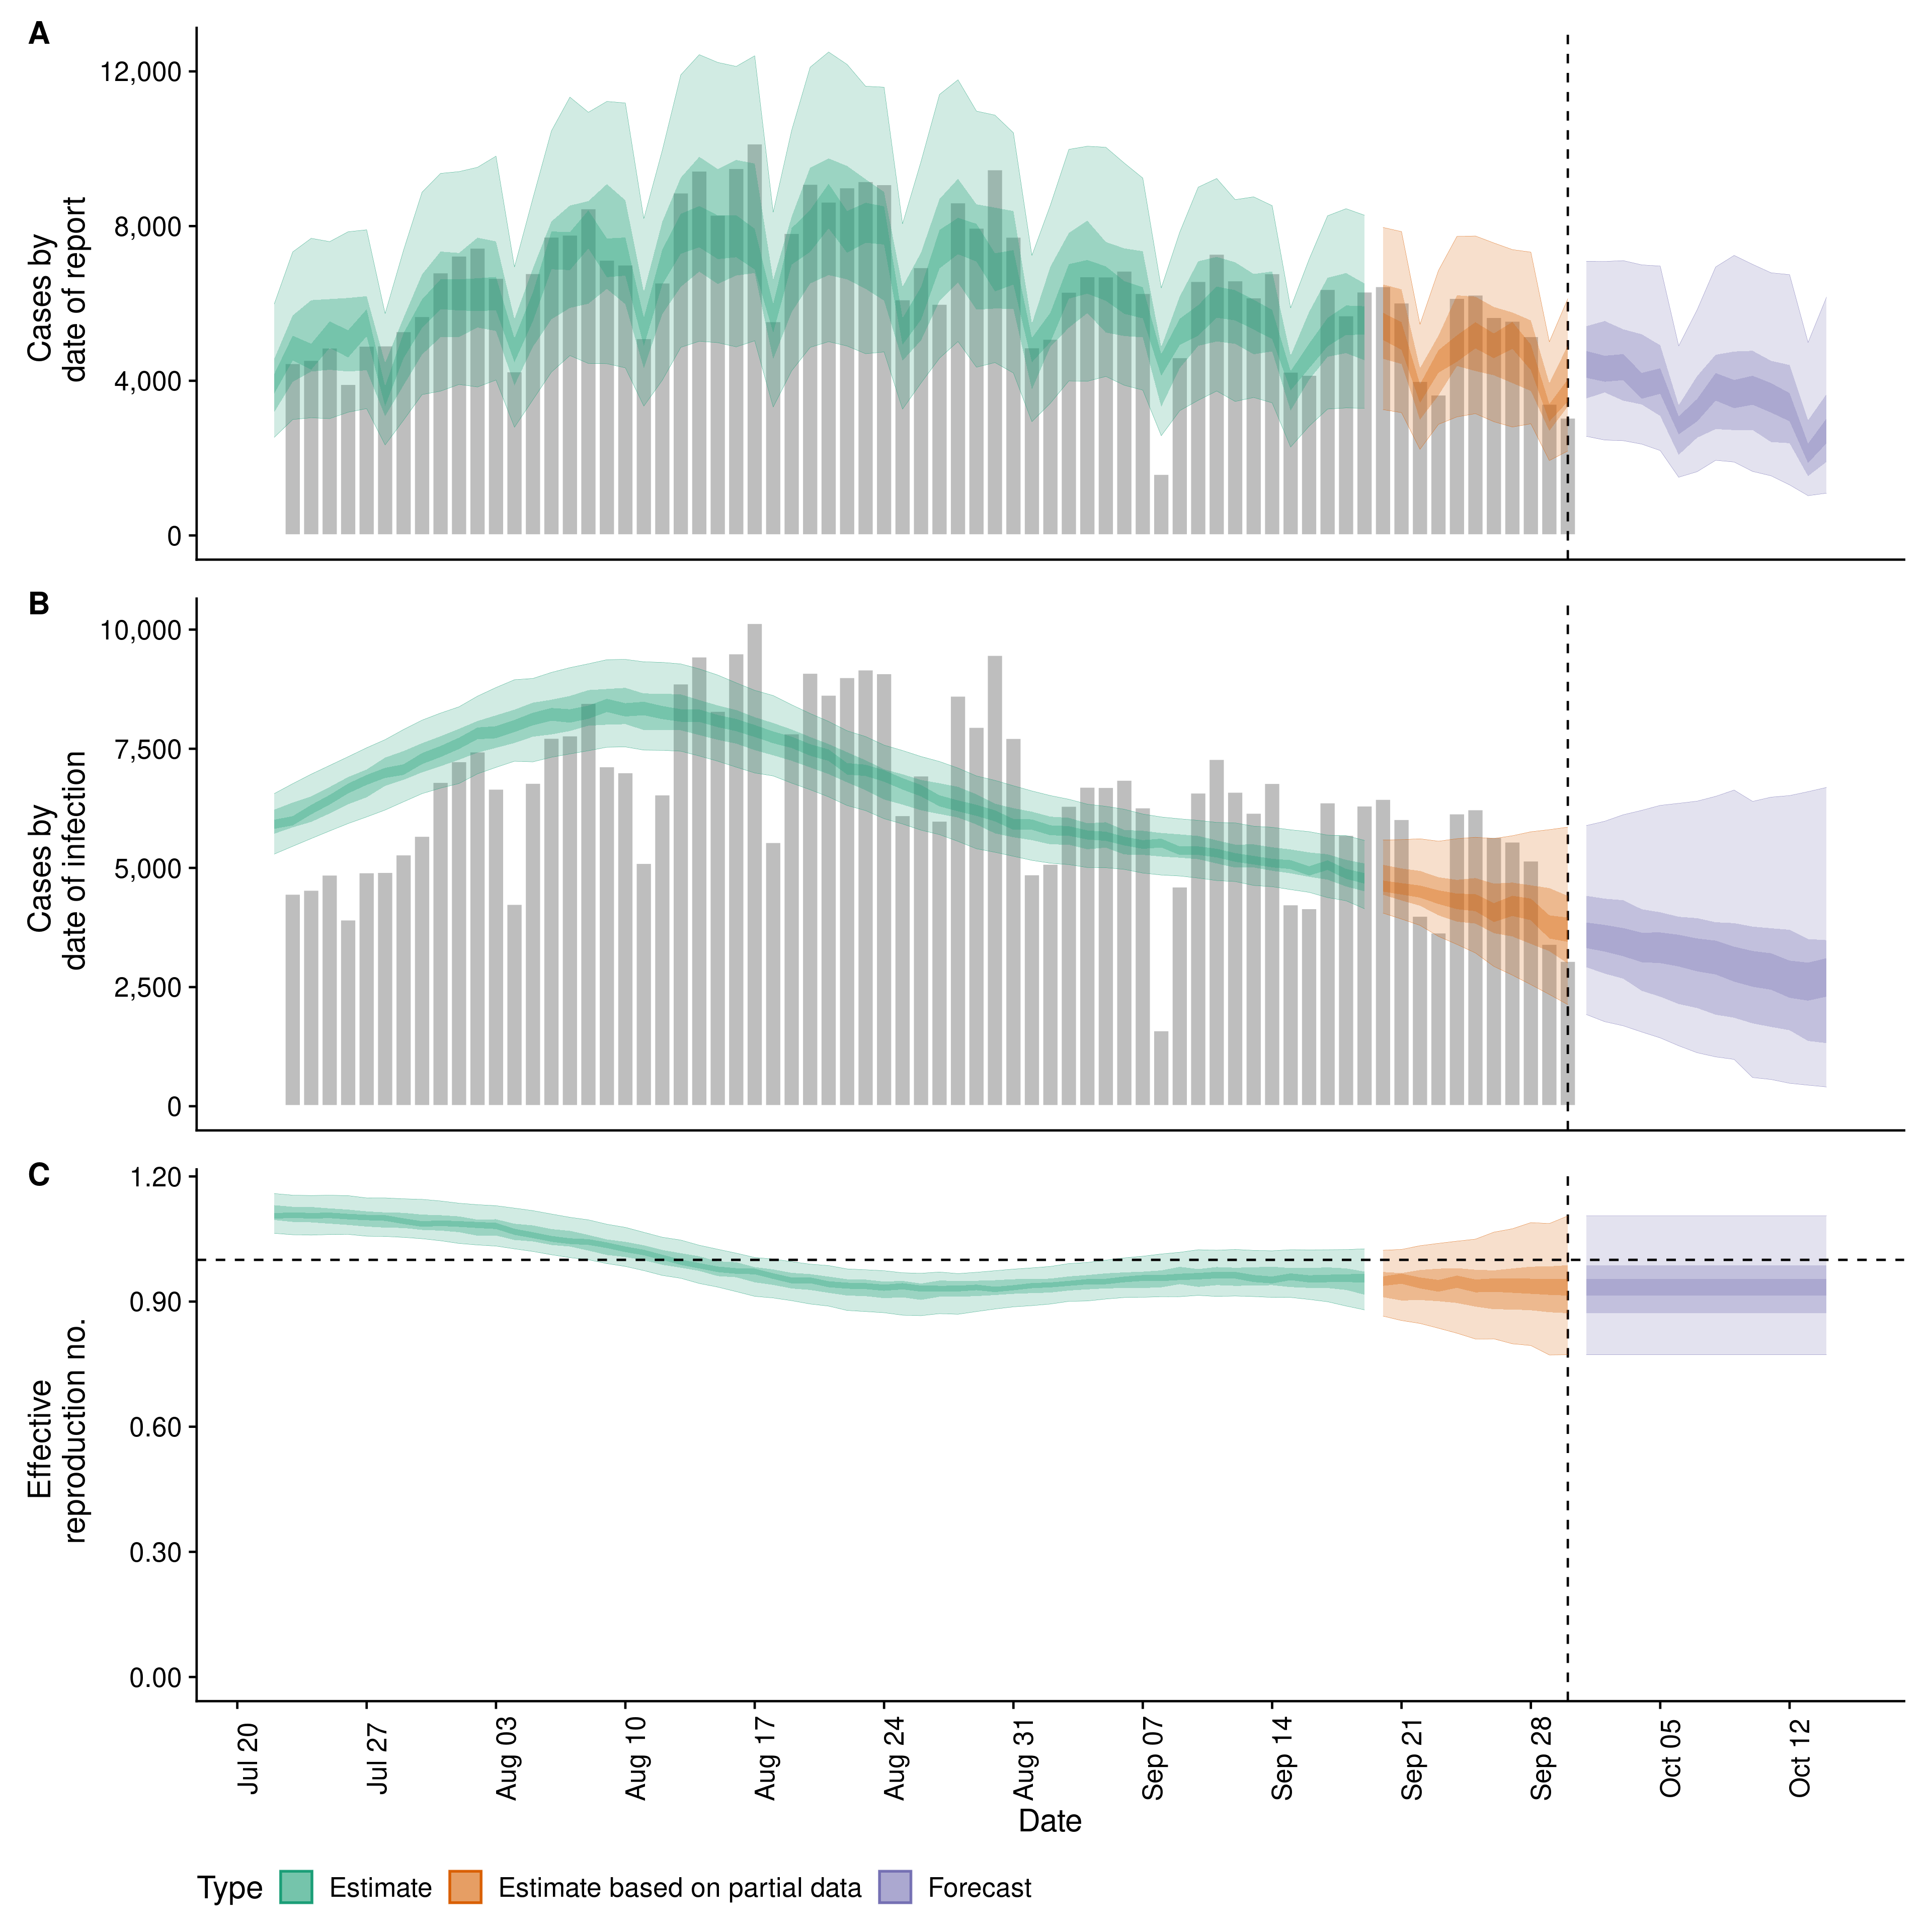 A
Cases by
date of report
12,000
8,000
4,000
0
B
Cases by
date of infection
10,000
7,500
5,000
2,500
0
C
Effective
reproduction no.
1.20
0.90
0.60
0.30
0.00
Jul 20
Jul 27
Aug 03
Aug 10
Aug 17
Aug 24
Aug 31
Sep 07
Sep 14
Sep 21
Sep 28
Oct 05
Oct 12
Date
Type Estimate Estimate based on partial data Forecast